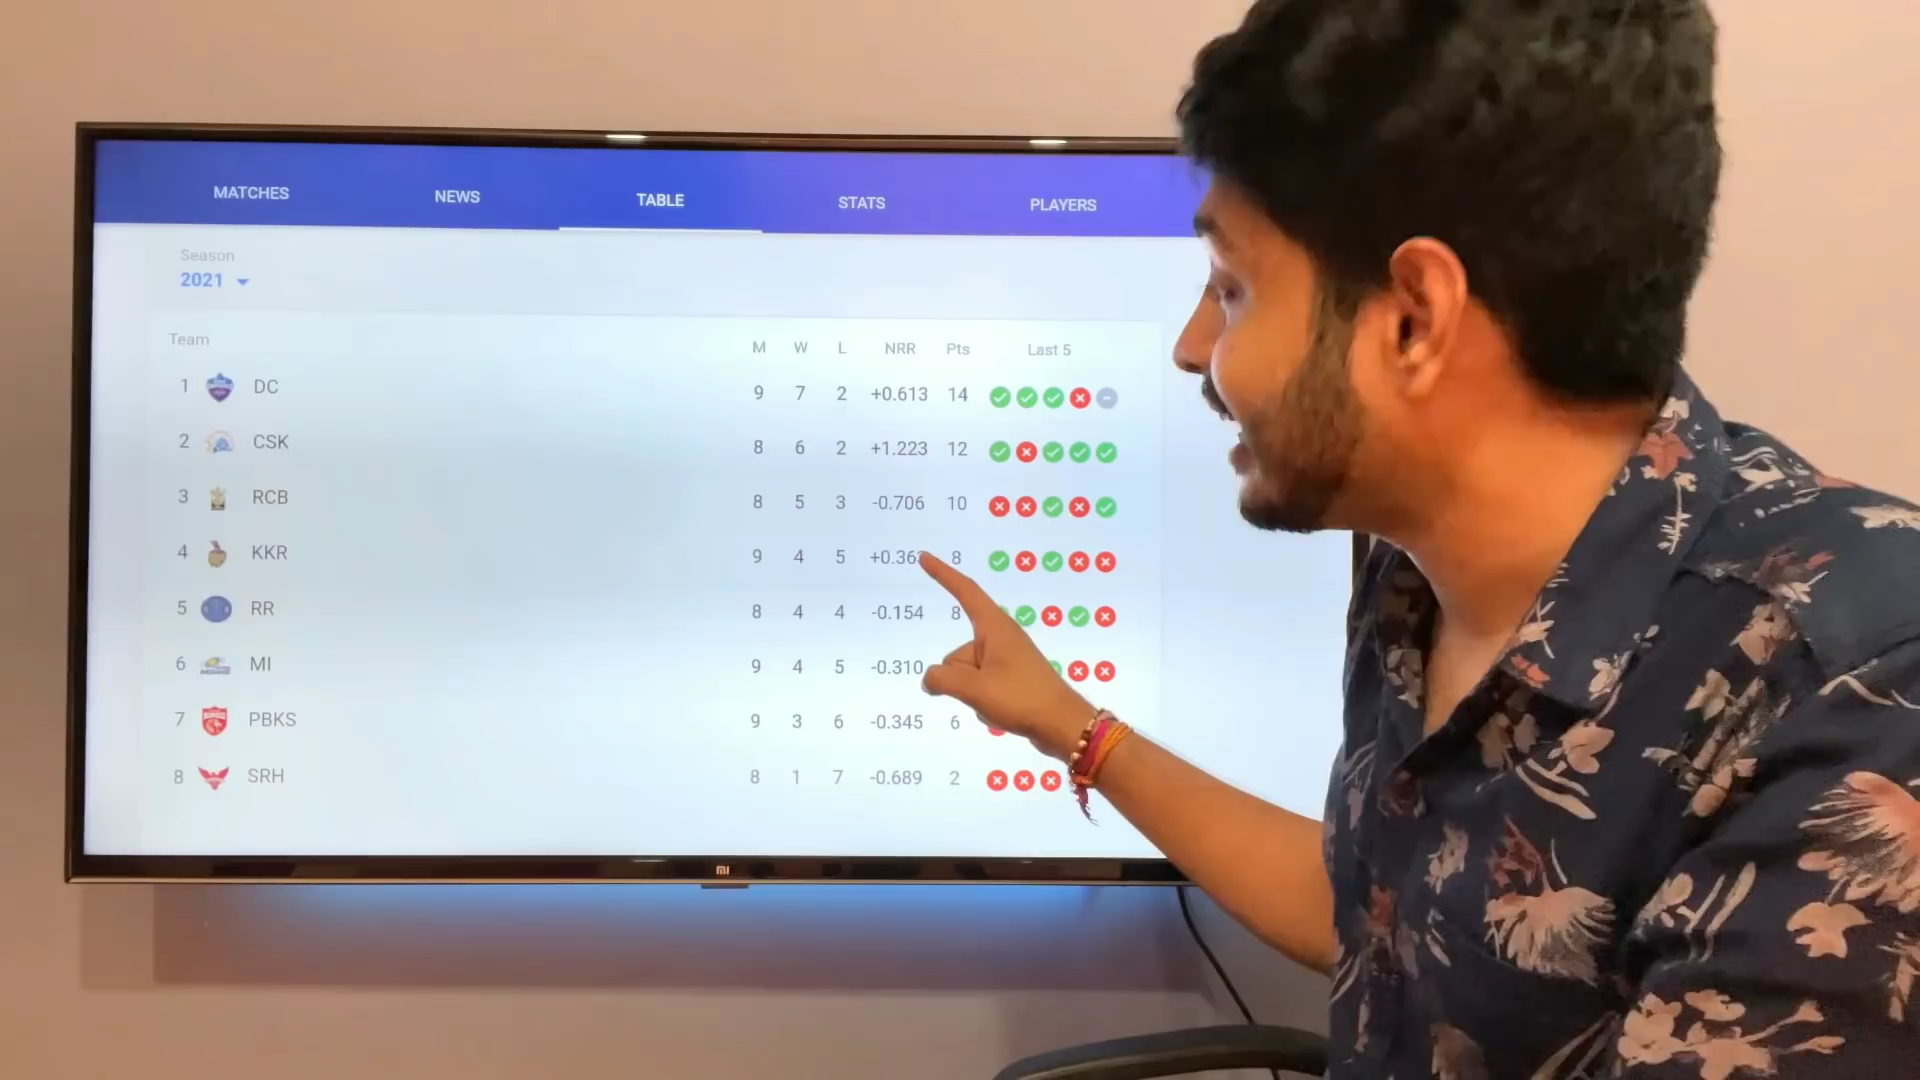 MATCHES NEWS TABLE STATS PLAYERS
Season
2021
Team M W L NRR Pts Last 5
1 DC 9 7 2 +0.613 14
2 CSK 8 6 2 +1.223 12
3 RCB 8 5 3 -0.706 10
4 KKR 9 4 5 8
5 RR 8 4 4 -0.154 8
6 MI 9 4 5 -0.310
7 PBKS 9 3 6 -0.345 6
8 SRH 8 1 7 -0.689 2
mi